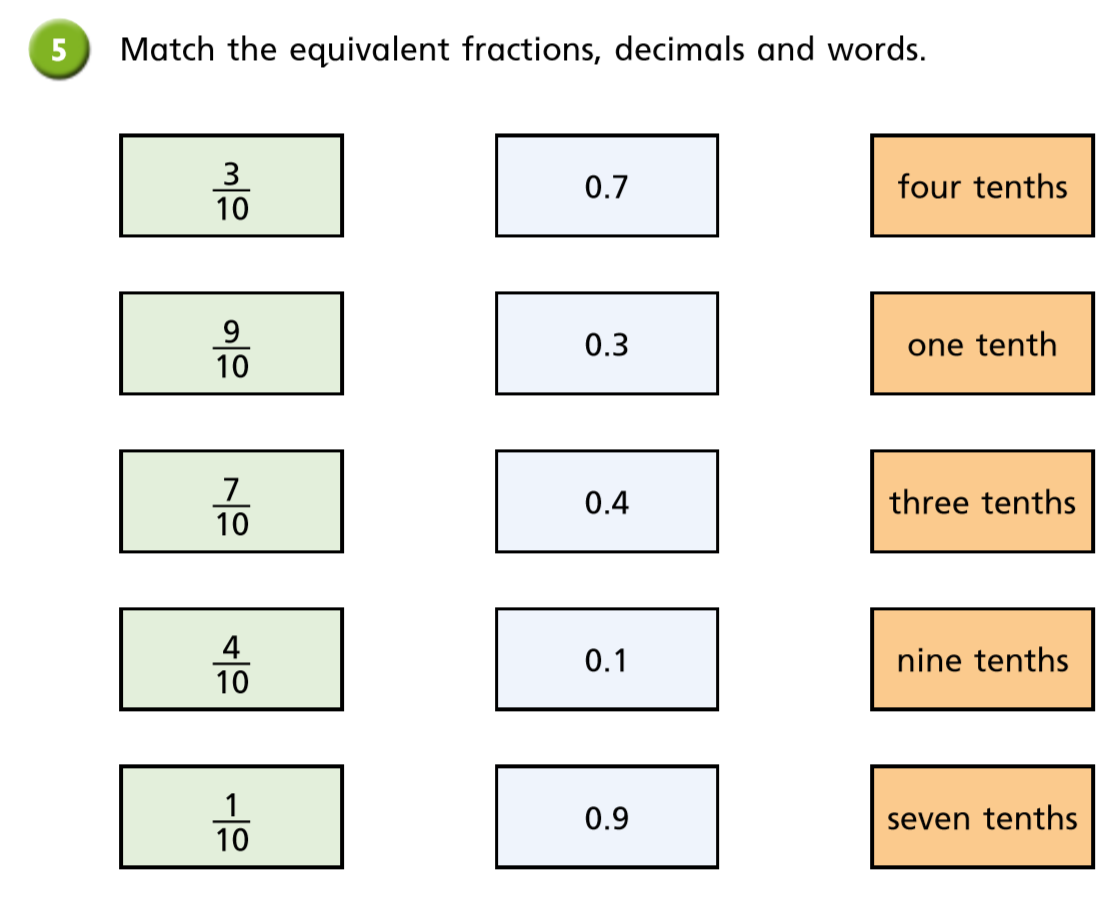 5 Match the equivalent fractions, decimals and words.
3/10 0.7 four tenths
9/10 0.3 one tenth
7/10 0.4 three tenths
4/10 0.1 nine tenths
1/10 0.9 seven tenths